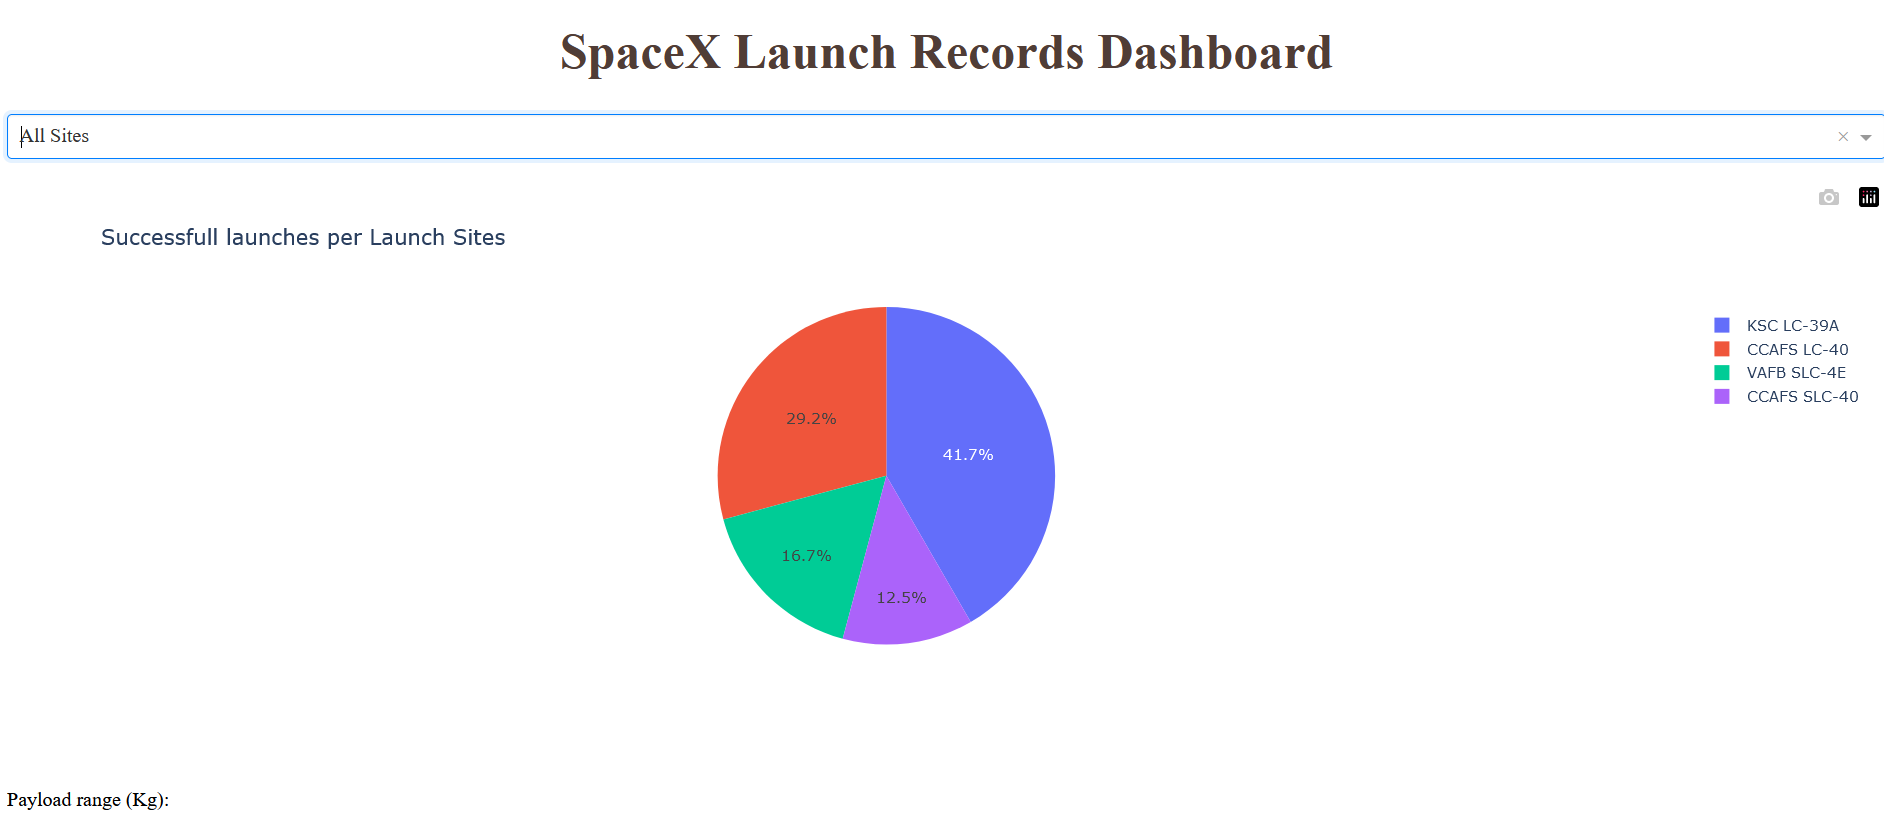 SpaceX Launch Records Dashboard
All Sites
Successfull launches per Launch Sites
KSC LC-39A
CCAFS LC-40
VAFB SLC-4E
CCAFS SLC-40
29.2%
41.7%
16.7%
12.5%
Payload range (Kg):